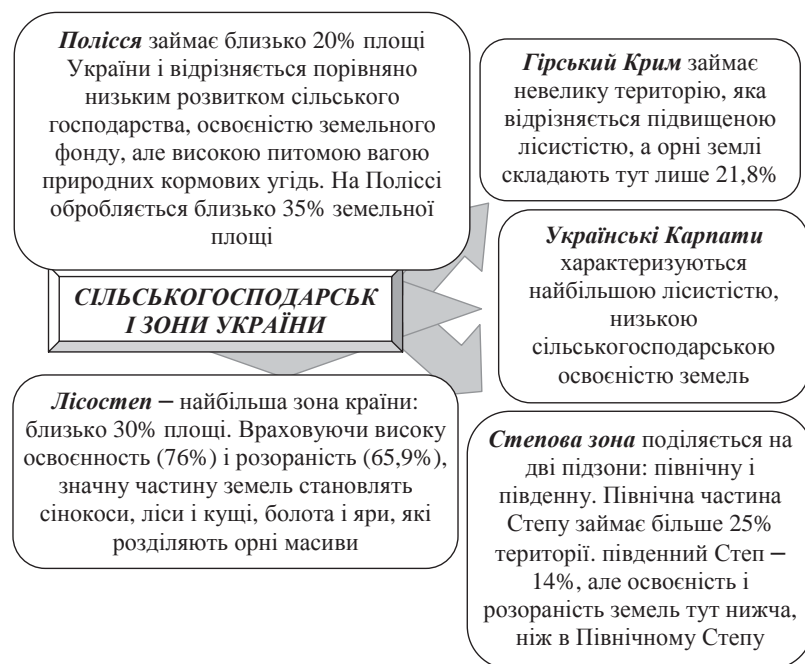 Полісся займає близько 20% площі
України і відрізняється порівняно
низьким розвитком сільського
господарства, освоєністю земельного
фонду, але високою питомою вагою
природних кормових угідь. На Поліссі
обробляється близько 35% земельної
площі
Гірський Крим займає
невелику територію, яка
відрізняється підвищеною
лісистістю, а орні землі
складають тут лише 21,8%
Українські Карпати
характеризуються
найбільшою лісистістю,
низькою
сільськогосподарською
освоєністю земель
СІЛЬСЬКОГОСПОДАРСЬК
І ЗОНИ УКРАЇНИ
Лісостеп – найбільша зона країни:
близько 30% площі. Враховуючи високу
освоєнность (76%) і розораність (65,9%),
значну частину земель становлять
сінокоси, ліси і кущі, болота і яри, які
розділяють орні масиви
Степова зона поділяється на
дві підзони: північну і
південну. Північна частина
Степу займає більше 25%
території. південний Степ –
14%, але освоєність і
розораність земель тут нижча,
ніж в Північному Степу